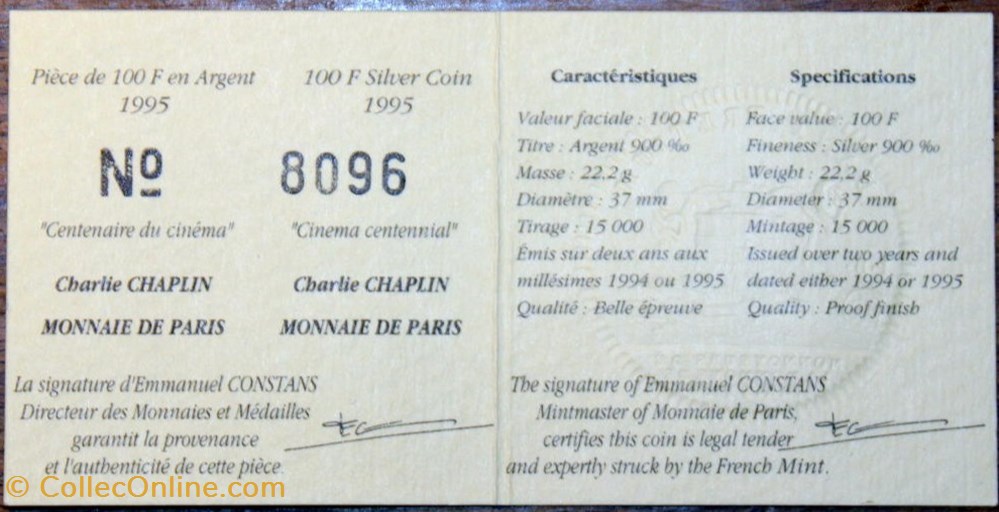 Pièce de 100 F en Argent
1995
100 F Silver Coin
1995
Nº 8096
"Centenaire du cinéma"
"Cinema centennial"
Charlie CHAPLIN
Charlie CHAPLIN
MONNAIE DE PARIS
MONNAIE DE PARIS
La signature d'Emmanuel CONSTANS
Directeur des Monnaies et Médailles
garantit la provenance
et l'authenticité de cette pièce.
Caractéristiques
Valeur faciale : 100 F
Titre : Argent 900 ‰
Masse : 22,2 g
Diamètre : 37 mm
Tirage : 15 000
Émis sur deux ans aux
millésimes 1994 ou 1995
Qualité : Belle épreuve
Specifications
Face value : 100 F
Fineness : Silver 900 ‰
Weight : 22,2 g
Diameter : 37 mm
Mintage : 15 000
Issued over two years and
dated either 1994 or 1995
Quality : Proof finish
The signature of Emmanuel CONSTANS
Mintmaster of Monnaie de Paris,
certifies this coin is legal tender
and expertly struck by the French Mint.
© CollecOnline.com